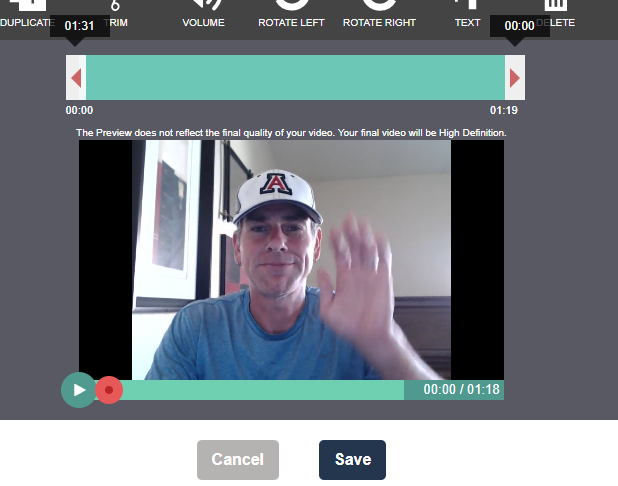 DUPLICATE TRIM VOLUME ROTATE LEFT ROTATE RIGHT TEXT DELETE
01:31 00:00
00:00 01:19
The Preview does not reflect the final quality of your video. Your final video will be High Definition.
A
00:00 / 01:18
Cancel Save